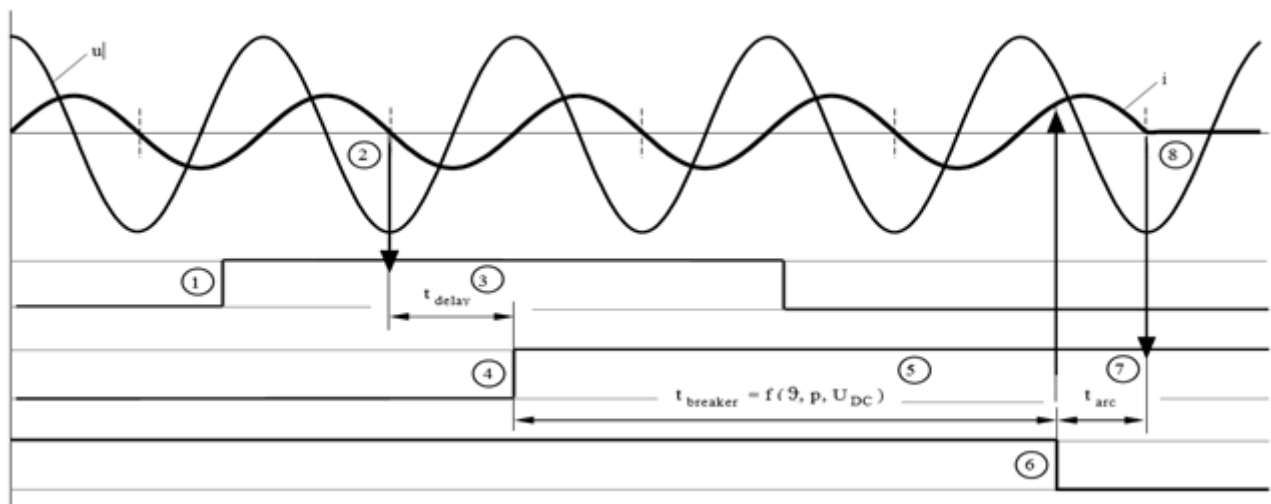 u
i
②
⑧
①
③
t delay
④
⑤
⑦
t breaker = f ( ϑ, p, U DC )
t arc
⑥